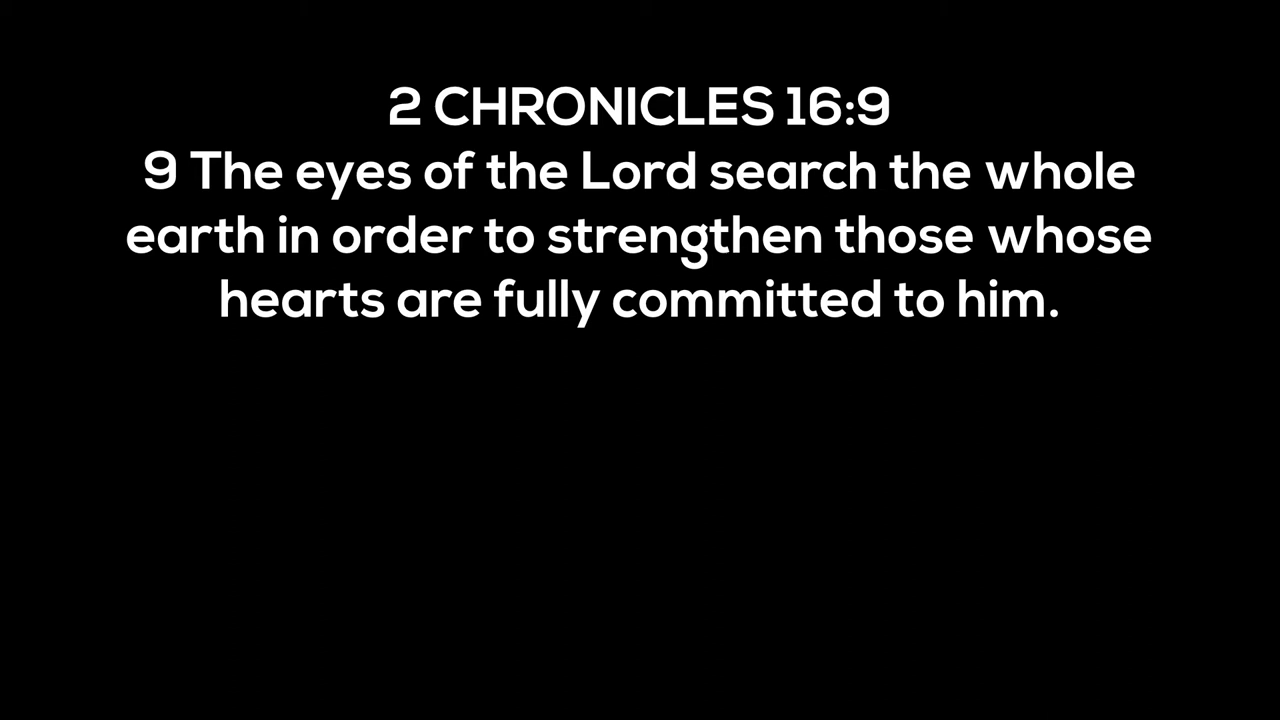 2 CHRONICLES 16:9
9 The eyes of the Lord search the whole
earth in order to strengthen those whose
hearts are fully committed to him.